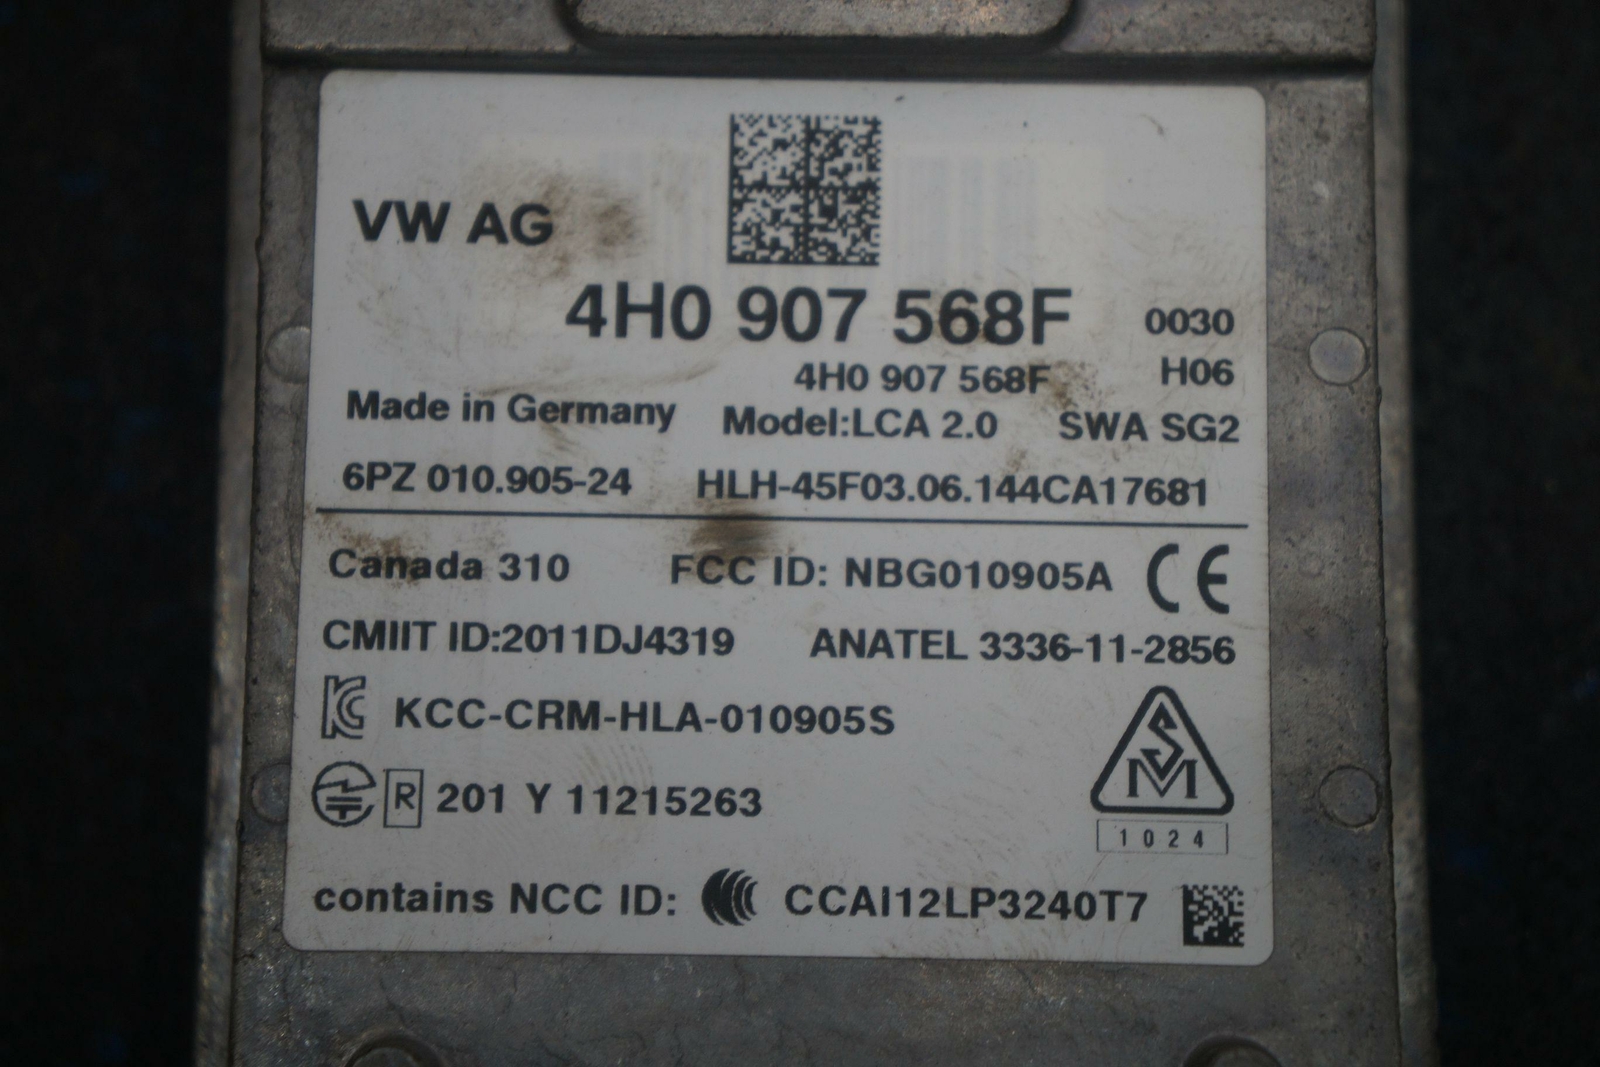 VW AG
4H0 907 568F 0030
4H0 907 568F H06
Made in Germany Model:LCA 2.0 SWA SG2
6PZ 010.905-24 HLH-45F03.06.144CA17681
Canada 310 FCC ID: NBG010905A CE
CMIIT ID:2011DJ4319 ANATEL 3336-11-2856
KC KCC-CRM-HLA-010905S
R 201 Y 11215263
SM
1024
contains NCC ID: CCAI12LP3240T7